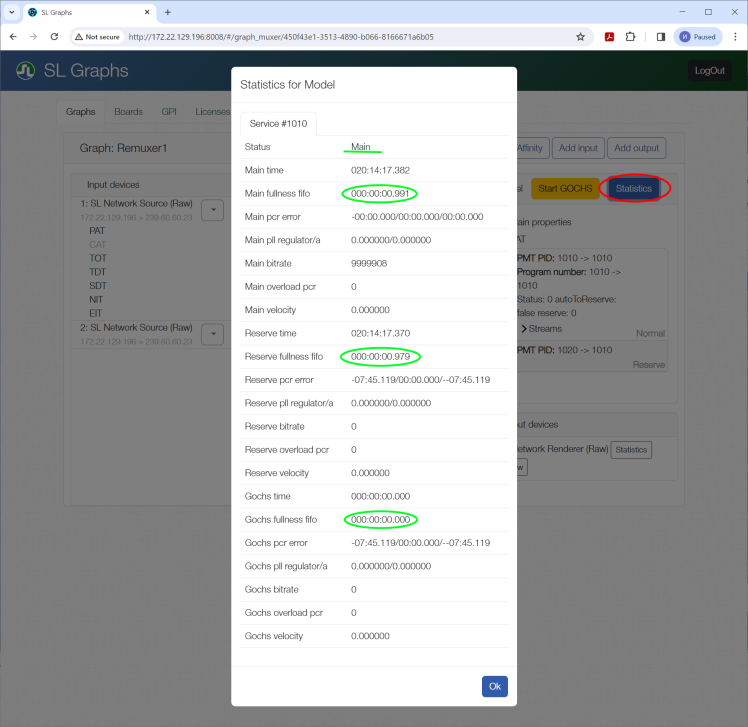 SL Graphs
Not secure http://172.22.129.196:8008/#/graph_muxer/450f43e1-3513-4890-b066-8166671a6b05
И Paused
SL Graphs
LogOut
Graphs Boards GPI Licenses
Graph: Remuxer1
Affinity Add input Add output
Input devices
1: SL Network Source (Raw)
172.22.129.196 > 239.60.60.23
PAT
CAT
TOT
TDT
SDT
NIT
EIT
2: SL Network Source (Raw)
172.22.129.196 > 239.60.60.23
Statistics for Model
Service #1010
Status Main
Main time 020:14:17.382
Main fullness fifo 000:00:00.991
Main pcr error -00:00.000/00:00.000/00:00.000
Main pll regulator/a 0.000000/0.000000
Main bitrate 9999908
Main overload pcr 0
Main velocity 0.000000
Reserve time 020:14:17.370
Reserve fullness fifo 000:00:00.979
Reserve pcr error -07:45.119/00:00.000/--07:45.119
Reserve pll regulator/a 0.000000/0.000000
Reserve bitrate 0
Reserve overload pcr 0
Reserve velocity 0.000000
Gochs time 000:00:00.000
Gochs fullness fifo 000:00:00.000
Gochs pcr error -07:45.119/00:00.000/--07:45.119
Gochs pll regulator/a 0.000000/0.000000
Gochs bitrate 0
Gochs overload pcr 0
Gochs velocity 0.000000
Ok
el Start GOCHS Statistics
ain properties
AT
PMT PID: 1010 -> 1010
Program number: 1010 ->
1010
Status: 0 autoToReserve:
false reserve: 0
Streams
Normal
PMT PID: 1020 -> 1010
Reserve
ut devices
etwork Renderer (Raw) Statistics
w